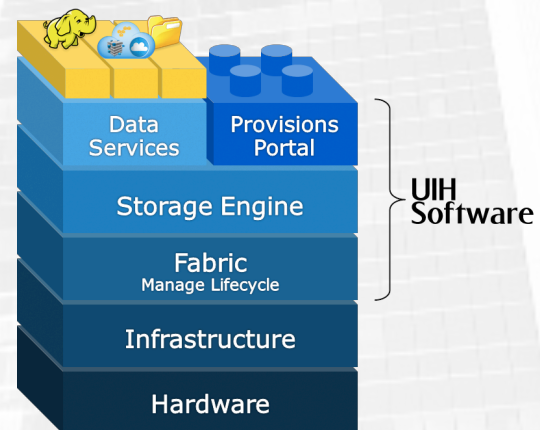 Data
Services
Provisions
Portal
Storage Engine
Fabric
Manage Lifecycle
Infrastructure
Hardware
UIH
Software